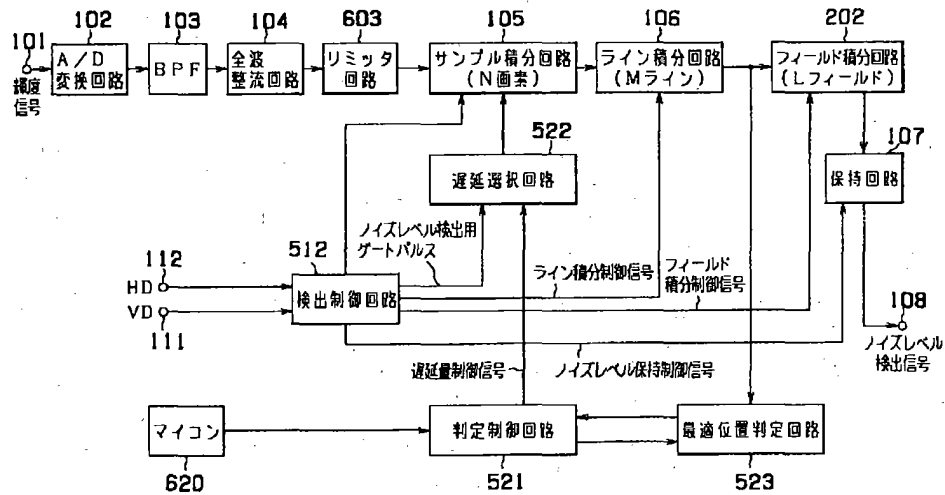 102
103
104
603
105
106
202
101
輝度
信号
A/D
変換回路
BPF
全波
整流回路
リミッタ
回路
サンプル積分回路
(N画素)
ライン積分回路
(Mライン)
フィールド積分回路
(Lフィールド)
522
遅延選択回路
107
保持回路
ノイズレベル検出用
ゲートパルス
512
検出制御回路
112
HD
VD
111
ライン積分制御信号
フィールド
積分制御信号
108
ノイズレベル
検出信号
遅延量制御信号
ノイズレベル保持制御信号
マイコン
620
判定制御回路
521
最適位置判定回路
523